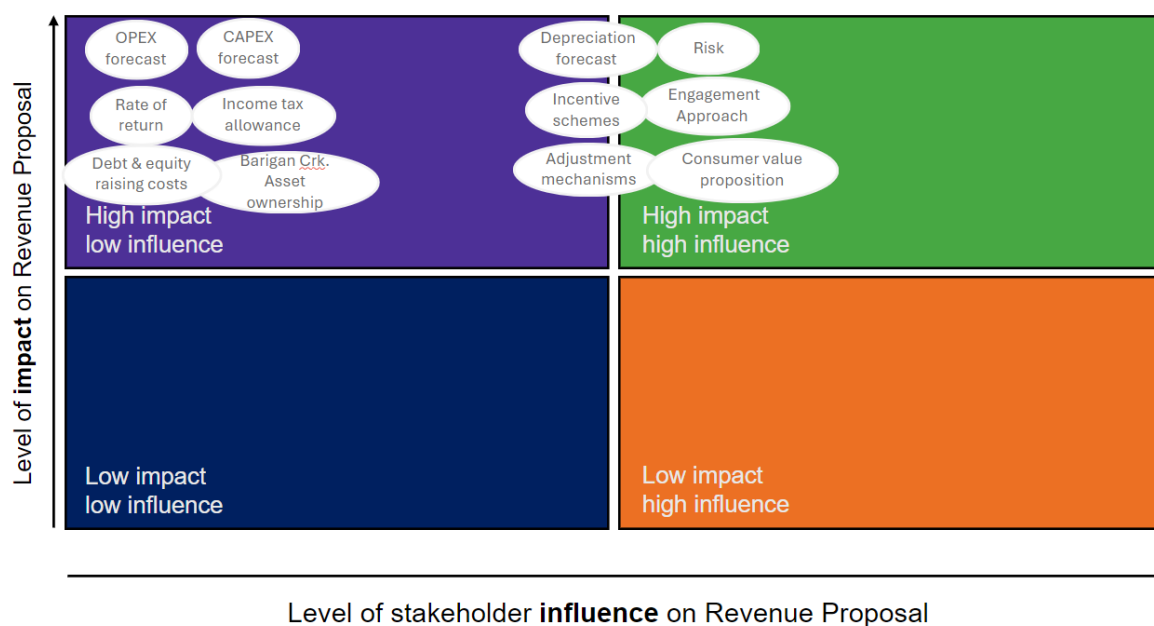 Level of impact on Revenue Proposal
OPEX
forecast
CAPEX
forecast
Rate of
return
Income tax
allowance
Debt & equity
raising costs
Barigan Crk.
Asset
ownership
High impact
low influence
Depreciation
forecast
Risk
Incentive
schemes
Engagement
Approach
Adjustment
mechanisms
Consumer value
proposition
High impact
high influence
Low impact
low influence
Low impact
high influence
Level of stakeholder influence on Revenue Proposal